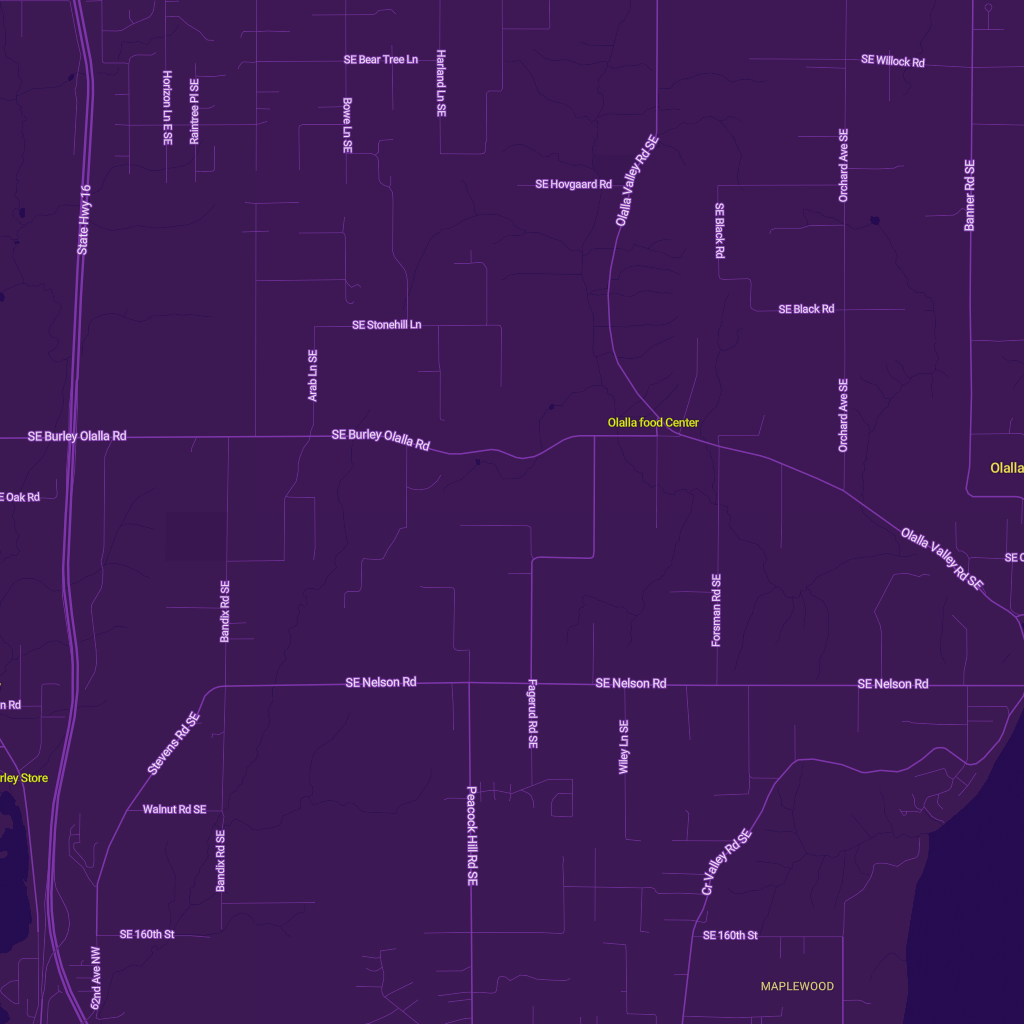 SE Bear Tree Ln
Harland Ln SE
SE Willock Rd
Horizon Ln E SE
Raintree Pl SE
Bowe Ln SE
Olalla Valley Rd SE
Orchard Ave SE
SE Hovgaard Rd
Banner Rd SE
State Hwy 16
SE Black Rd
SE Black Rd
SE Stonehill Ln
Arab Ln SE
Orchard Ave SE
Olalla food Center
SE Burley Olalla Rd
SE Burley Olalla Rd
Olalla
E Oak Rd
Olalla Valley Rd SE
SE
Bandix Rd SE
Forsman Rd SE
SE Nelson Rd
SE Nelson Rd
SE Nelson Rd
n Rd
Fagerud Rd SE
Stevens Rd SE
Wiley Ln SE
rley Store
Walnut Rd SE
Peacock Hill Rd SE
Bandix Rd SE
Cr Valley Rd SE
SE 160th St
SE 160th St
62nd Ave NW
MAPLEWOOD